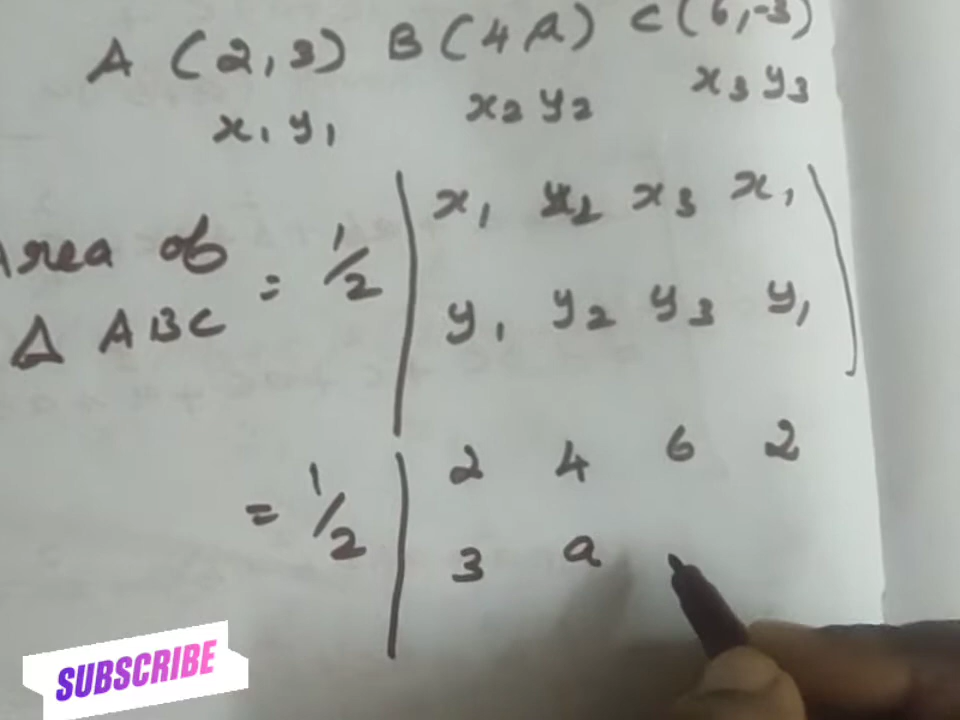 A (2,3) B (4,a) C (6,-3)
x₁ y₁ x₂ y₂ x₃ y₃
Area of
Δ ABC = 1/2 | x₁ x₂ x₃ x₁ |
y₁ y₂ y₃ y₁
= 1/2 | 2 4 6 2
3 a
SUBSCRIBE